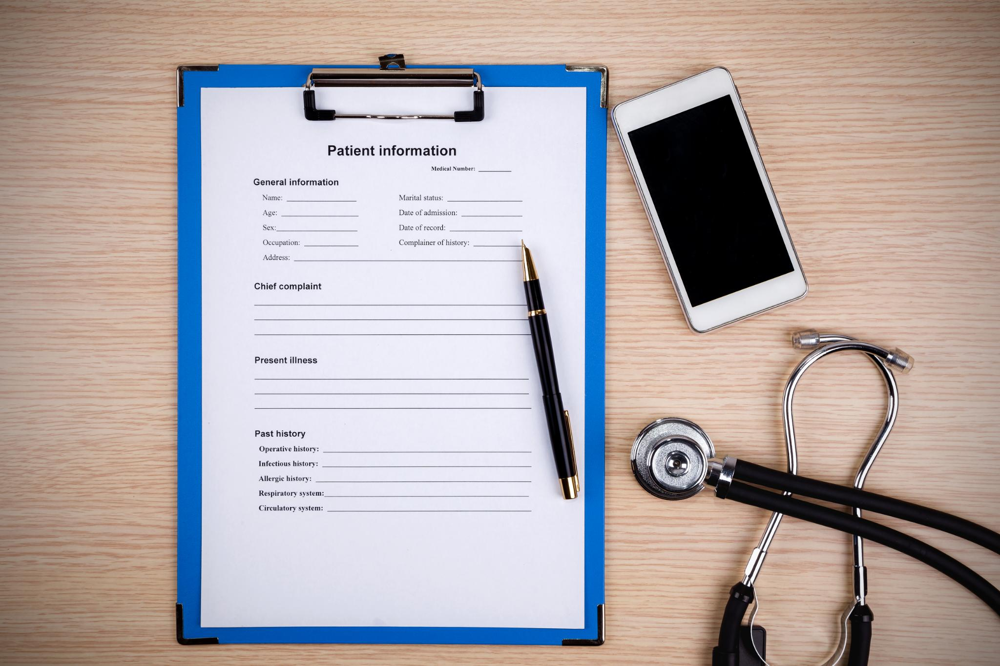 Patient information
Medical Number:
General information
Name: Marital status:
Age: Date of admission:
Sex: Date of record:
Occupation: Complainer of history:
Address:
Chief complaint
Present illness
Past history
Operative history:
Infectious history:
Allergic history:
Respiratory system:
Circulatory system: